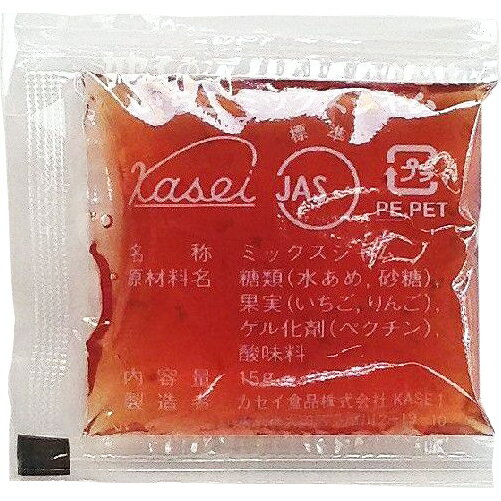 標準
Kasei
JAS
プラ
PE,PET
名称 ミックスジャム
原材料名 糖類(水あめ,砂糖),
果実(いちご,りんご),
ゲル化剤(ペクチン),
酸味料
内容量 15g
製造者 カセイ食品株式会社 KASEI